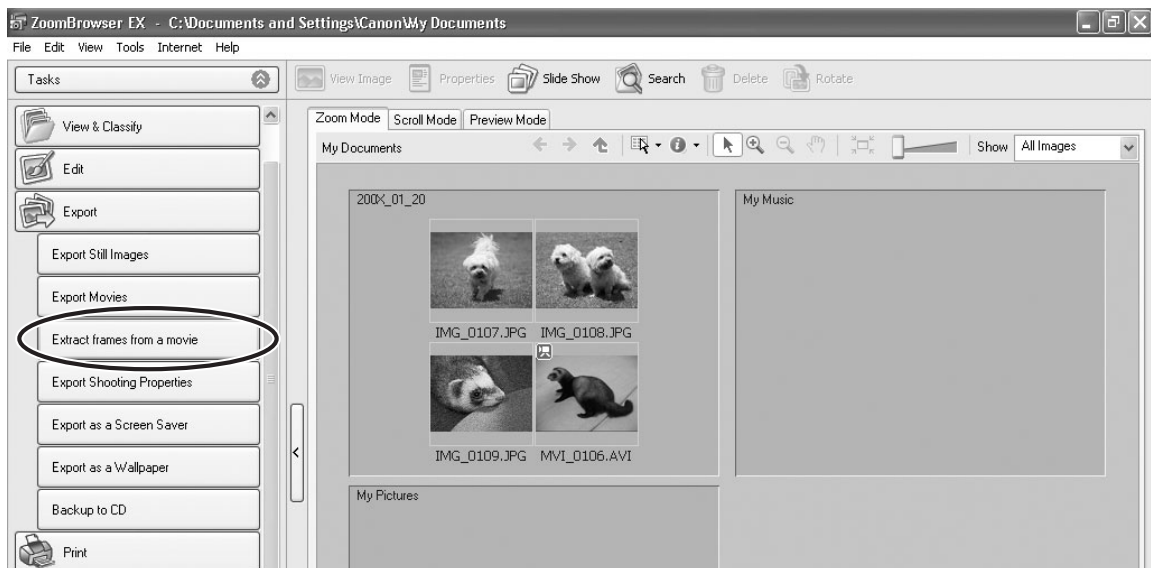 ZoomBrowser EX - C:\Documents and Settings\Canon\My Documents
File Edit View Tools Internet Help
Tasks
View Image Properties Slide Show Search Delete Rotate
View & Classify
Edit
Export
Export Still Images
Export Movies
Extract frames from a movie
Export Shooting Properties
Export as a Screen Saver
Export as a Wallpaper
Backup to CD
Print
Zoom Mode Scroll Mode Preview Mode
My Documents Show All Images
200X_01_20
IMG_0107.JPG IMG_0108.JPG
IMG_0109.JPG MVI_0106.AVI
My Music
My Pictures